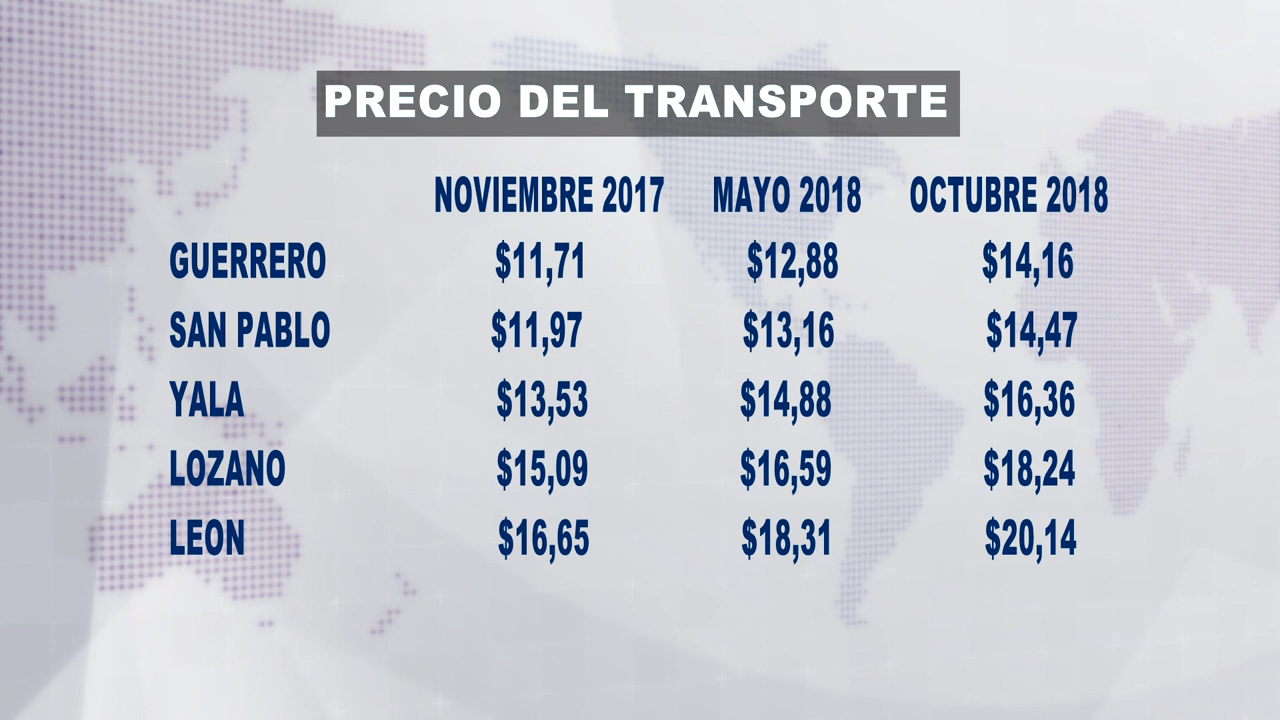 PRECIO DEL TRANSPORTE
NOVIEMBRE 2017 MAYO 2018 OCTUBRE 2018
GUERRERO $11,71 $12,88 $14,16
SAN PABLO $11,97 $13,16 $14,47
YALA $13,53 $14,88 $16,36
LOZANO $15,09 $16,59 $18,24
LEON $16,65 $18,31 $20,14